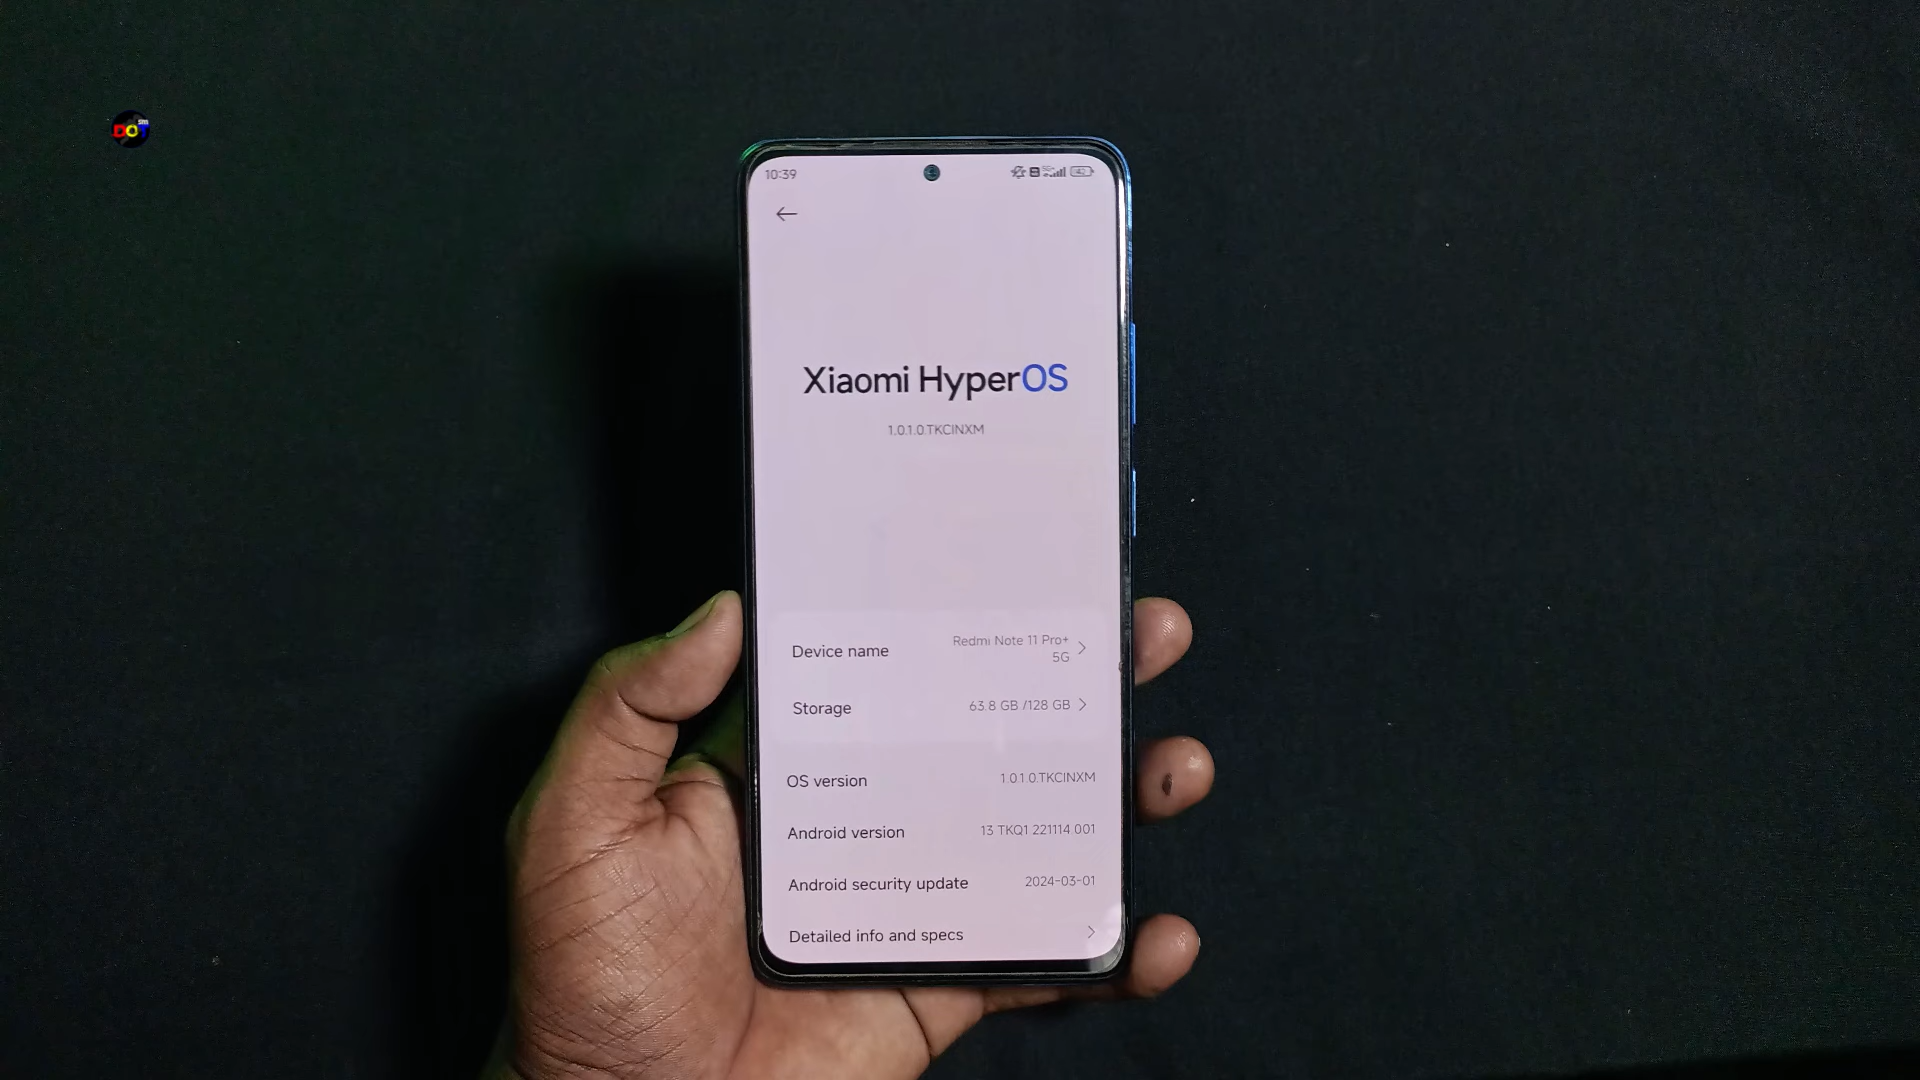 DOT
sm
10:39
Xiaomi HyperOS
1.0.1.0.TKCINXM
Device name
Redmi Note 11 Pro+
5G
Storage
63.8 GB /128 GB
OS version
1.0.1.0.TKCINXM
Android version
13 TKQ1.221114.001
Android security update
2024-03-01
Detailed info and specs